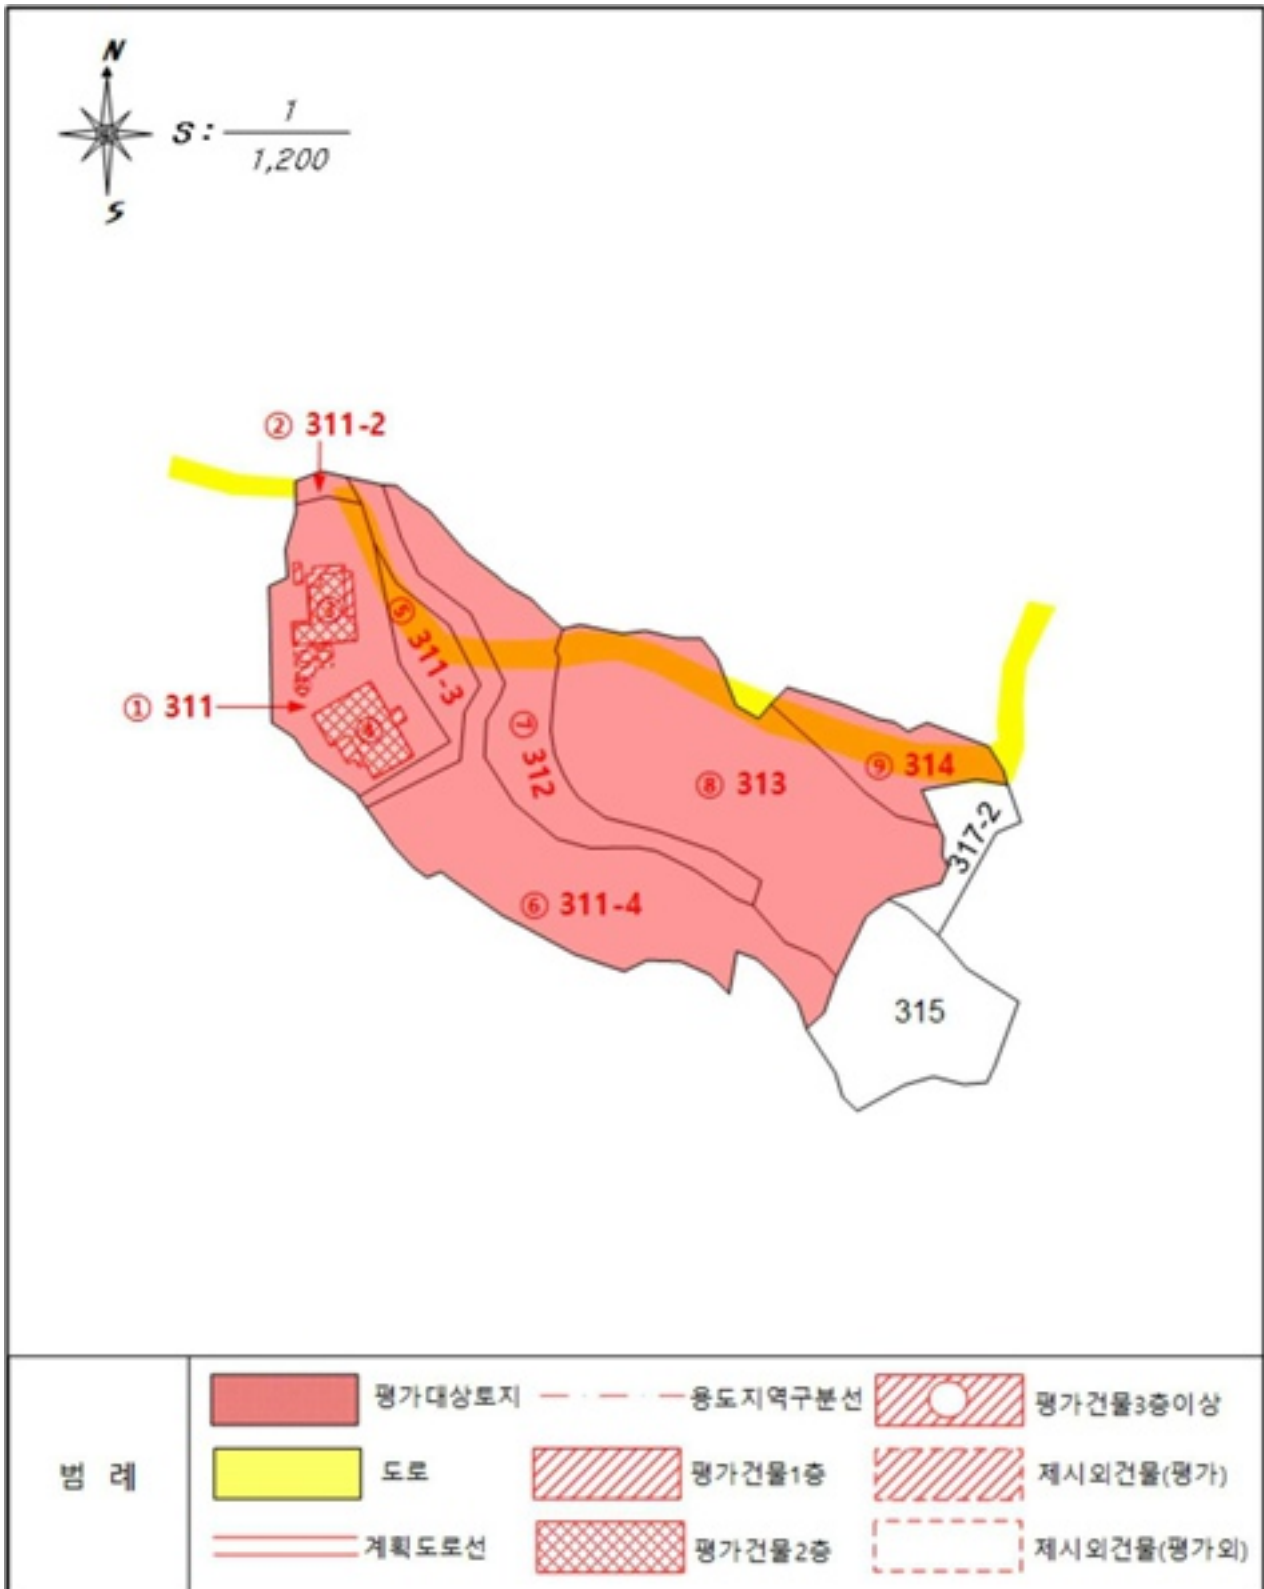 N
S: 1
1,200
S
② 311-2
⑤ 311-3
① 311
⑦ 312
⑨ 314
⑧ 313
317-2
⑥ 311-4
315
범 례
평가대상토지
용도지역구분선
평가건물3층이상
도로
평가건물1층
제시외건물(평가)
계획도로선
평가건물2층
제시외건물(평가외)